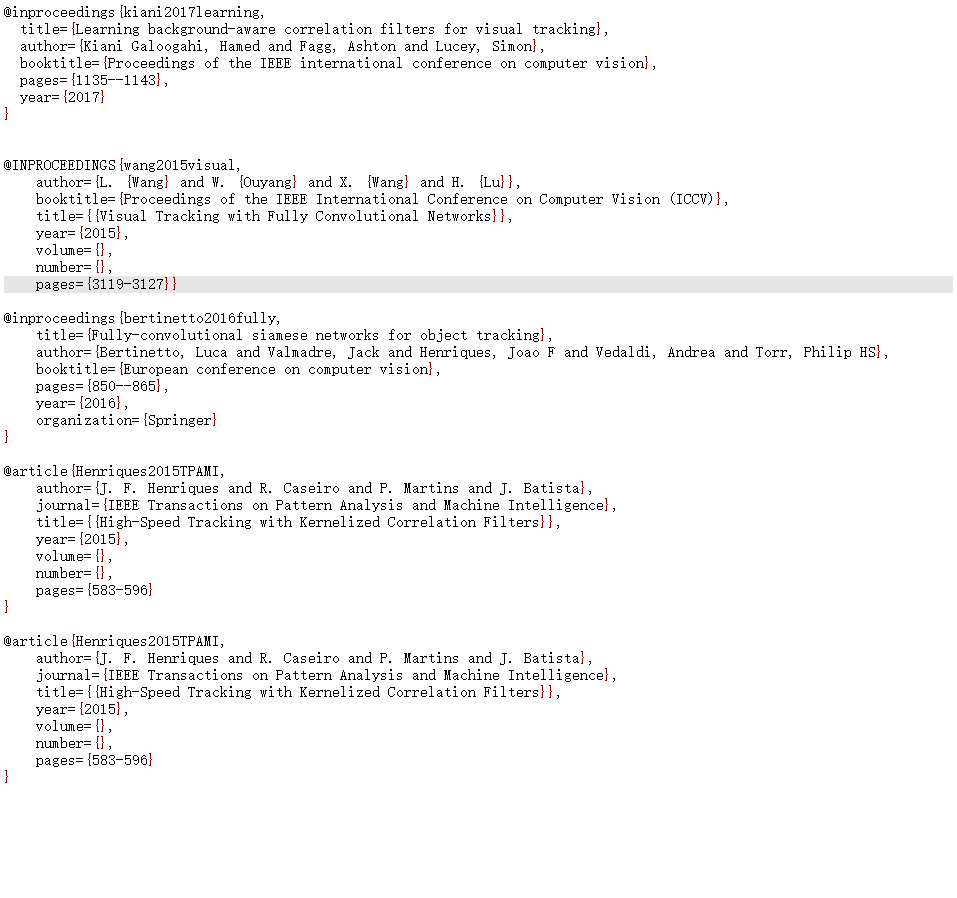 @inproceedings{kiani2017learning,
  title={Learning background-aware correlation filters for visual tracking},
  author={Kiani Galoogahi, Hamed and Fagg, Ashton and Lucey, Simon},
  booktitle={Proceedings of the IEEE international conference on computer vision},
  pages={1135--1143},
  year={2017}
}
@INPROCEEDINGS{wang2015visual,
    author={L. {Wang} and W. {Ouyang} and X. {Wang} and H. {Lu}},
    booktitle={Proceedings of the IEEE International Conference on Computer Vision (ICCV)},
    title={{Visual Tracking with Fully Convolutional Networks}},
    year={2015},
    volume={},
    number={},
    pages={3119-3127}}
@inproceedings{bertinetto2016fully,
    title={Fully-convolutional siamese networks for object tracking},
    author={Bertinetto, Luca and Valmadre, Jack and Henriques, Joao F and Vedaldi, Andrea and Torr, Philip HS},
    booktitle={European conference on computer vision},
    pages={850--865},
    year={2016},
    organization={Springer}
}
@article{Henriques2015TPAMI,
    author={J. F. Henriques and R. Caseiro and P. Martins and J. Batista},
    journal={IEEE Transactions on Pattern Analysis and Machine Intelligence},
    title={{High-Speed Tracking with Kernelized Correlation Filters}},
    year={2015},
    volume={},
    number={},
    pages={583-596}
}
@article{Henriques2015TPAMI,
    author={J. F. Henriques and R. Caseiro and P. Martins and J. Batista},
    journal={IEEE Transactions on Pattern Analysis and Machine Intelligence},
    title={{High-Speed Tracking with Kernelized Correlation Filters}},
    year={2015},
    volume={},
    number={},
    pages={583-596}
}